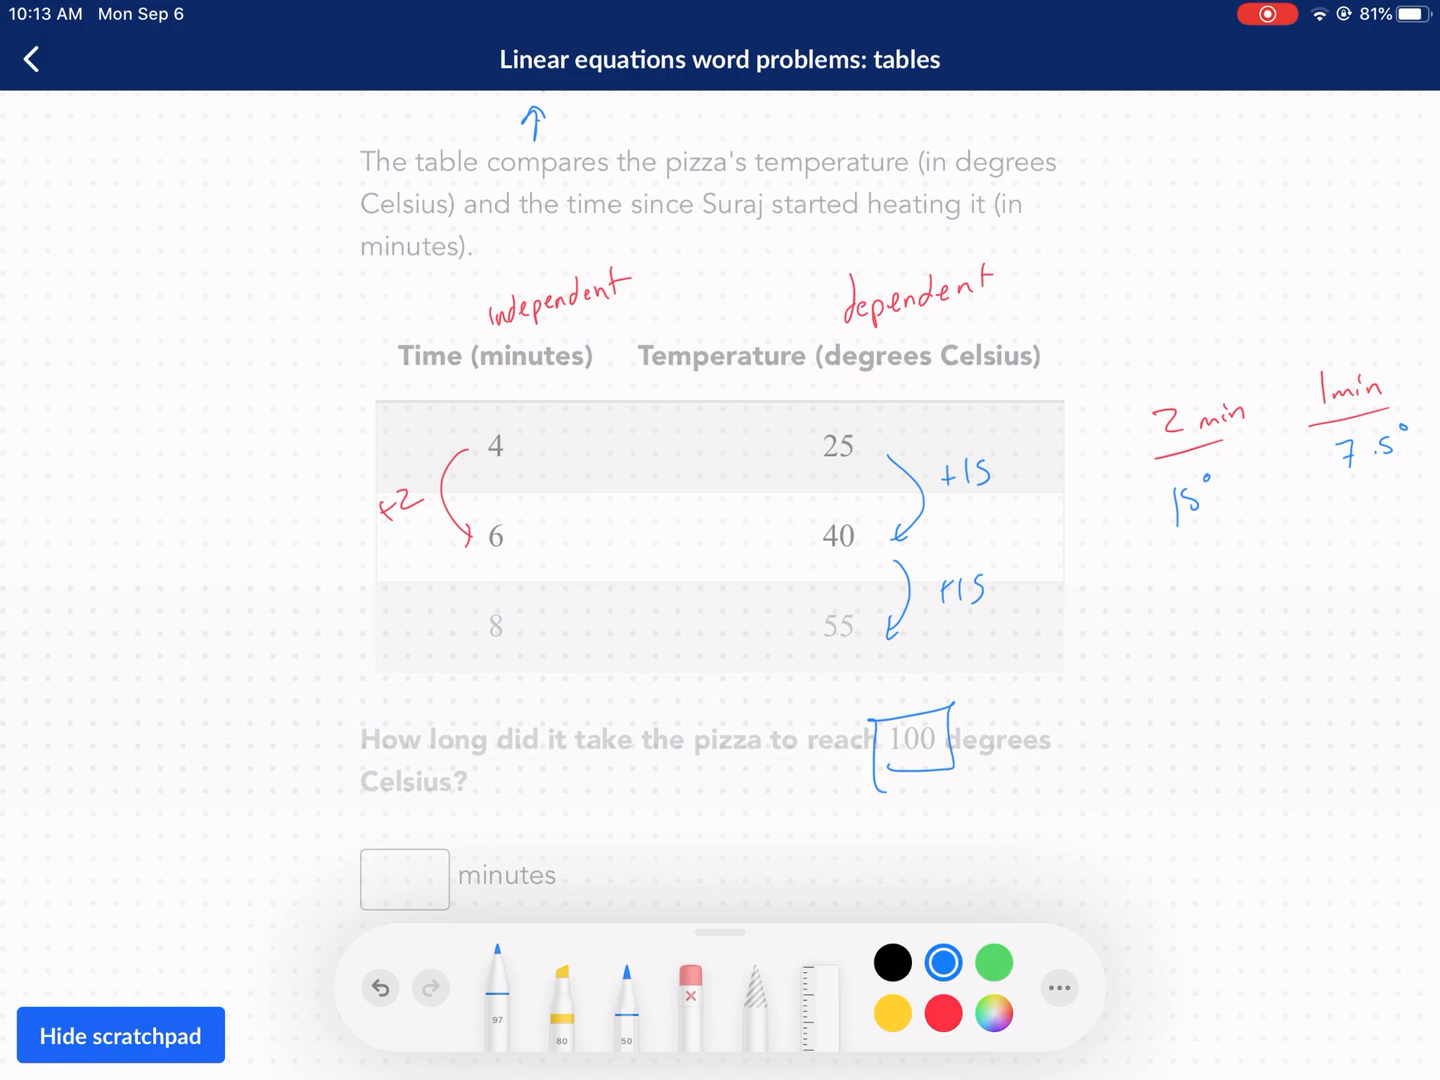 10:13 AM Mon Sep 6 81%
Linear equations word problems: tables
The table compares the pizza's temperature (in degrees
Celsius) and the time since Suraj started heating it (in
minutes).
independent dependent
Time (minutes) Temperature (degrees Celsius)
1min
2 min
7.5°
4 25
+15
15°
+2
6 40
+15
8 55
How long did it take the pizza to reach 100 degrees
Celsius?
minutes
97 80 50
Hide scratchpad